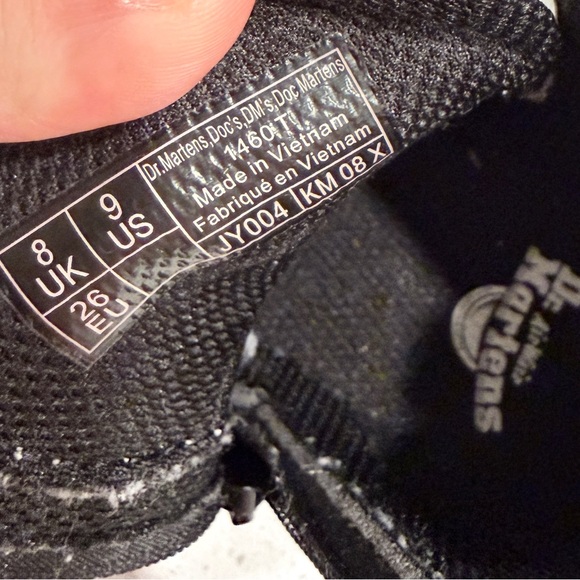 Dr.Martens,Doc's,DM's,Doc Martens
1460 T
Made in Vietnam
Fabriqué en Vietnam
JY004 KM 08 X
8 UK
9 US
26 EU
Dr.
Martens